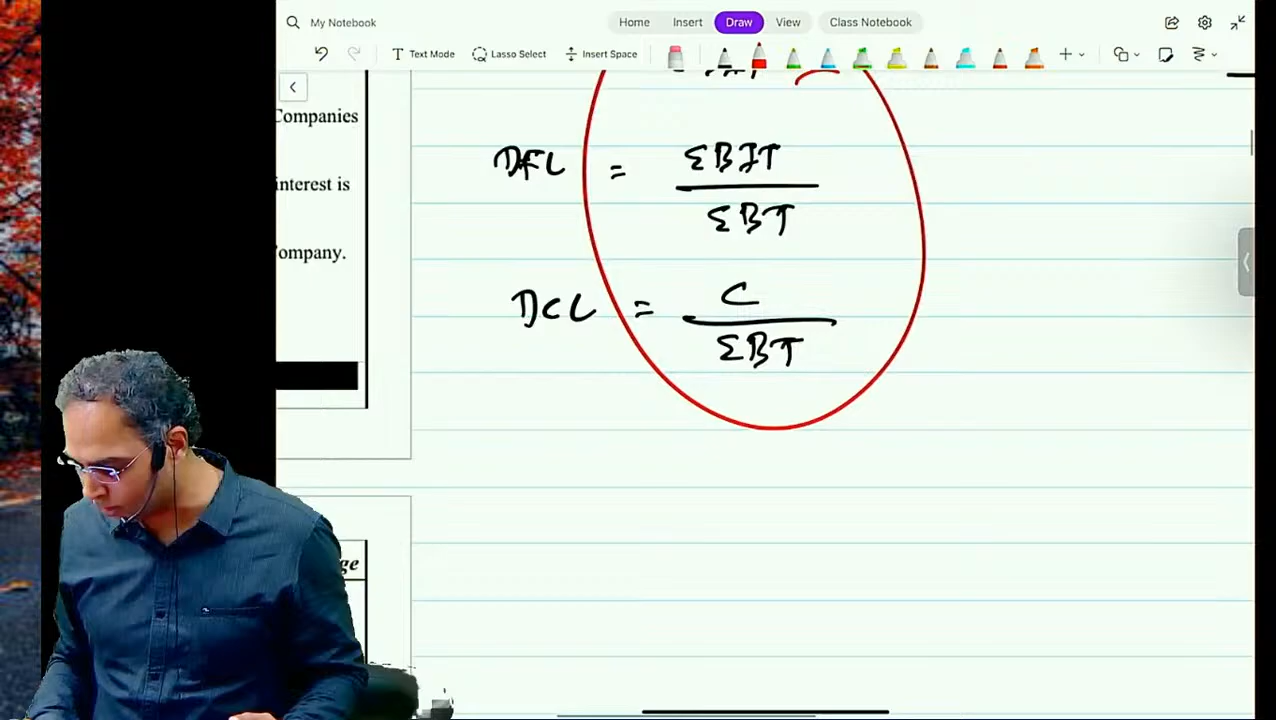 My Notebook
Home Insert Draw View Class Notebook
Text Mode Lasso Select Insert Space
Companies
interest is
ompany.
DFL = EBIT
EBT
DCL = C
EBT
ge